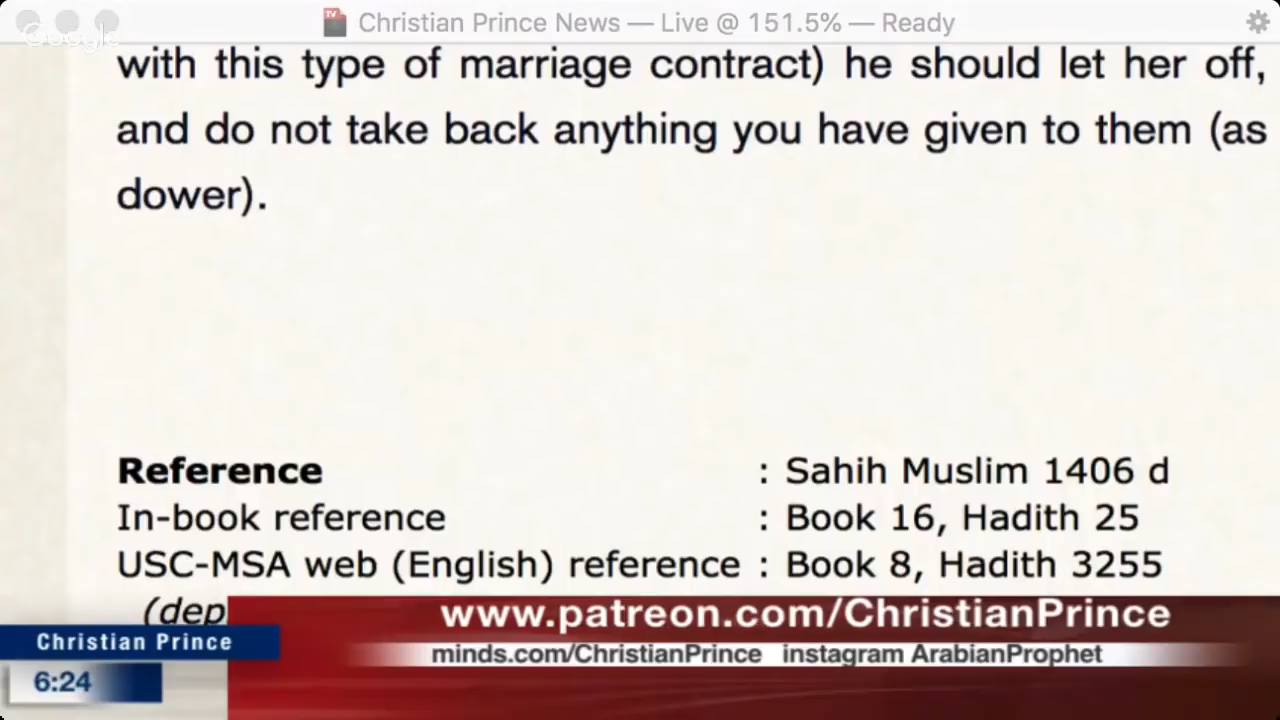 Christian Prince News — Live @ 151.5% — Ready
Google
with this type of marriage contract) he should let her off,
and do not take back anything you have given to them (as
dower).
Reference : Sahih Muslim 1406 d
In-book reference : Book 16, Hadith 25
USC-MSA web (English) reference : Book 8, Hadith 3255
(dep
www.patreon.com/ChristianPrince
Christian Prince
minds.com/ChristianPrince instagram ArabianProphet
6:24